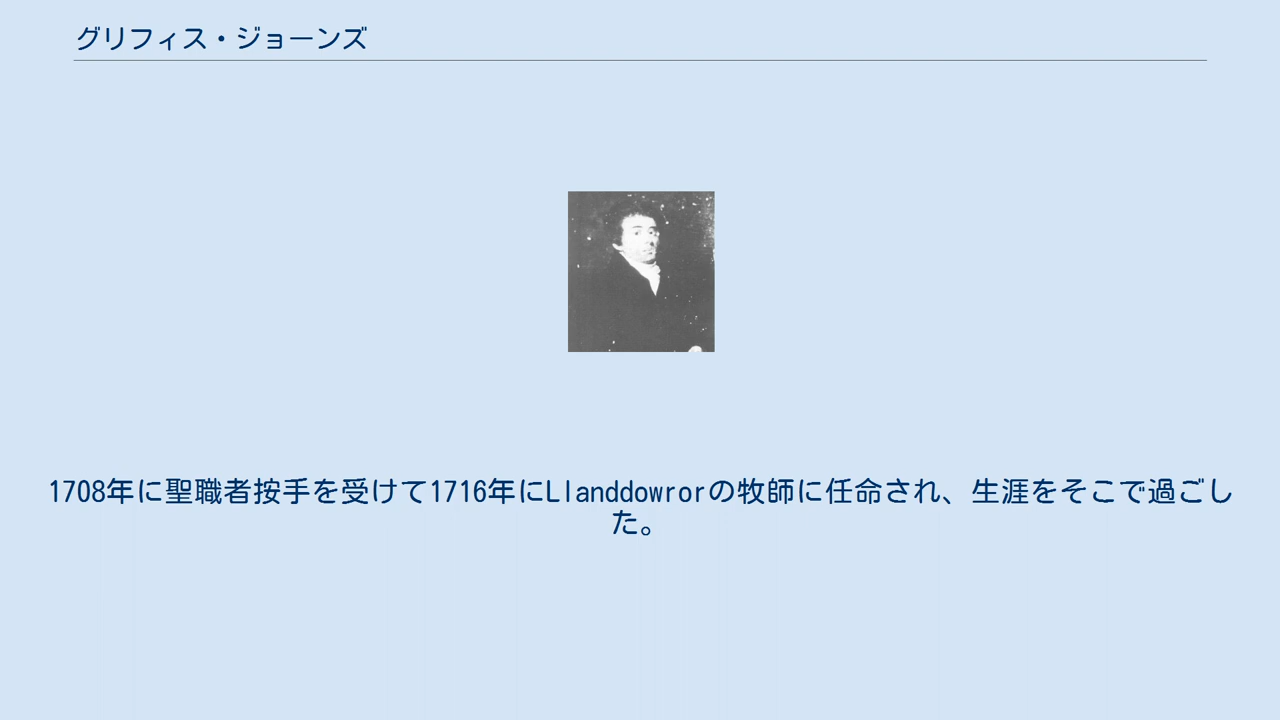 グリフィス・ジョーンズ
1708年に聖職者按手を受けて1716年にLlanddowrorの牧師に任命され、生涯をそこで過ごし
た。